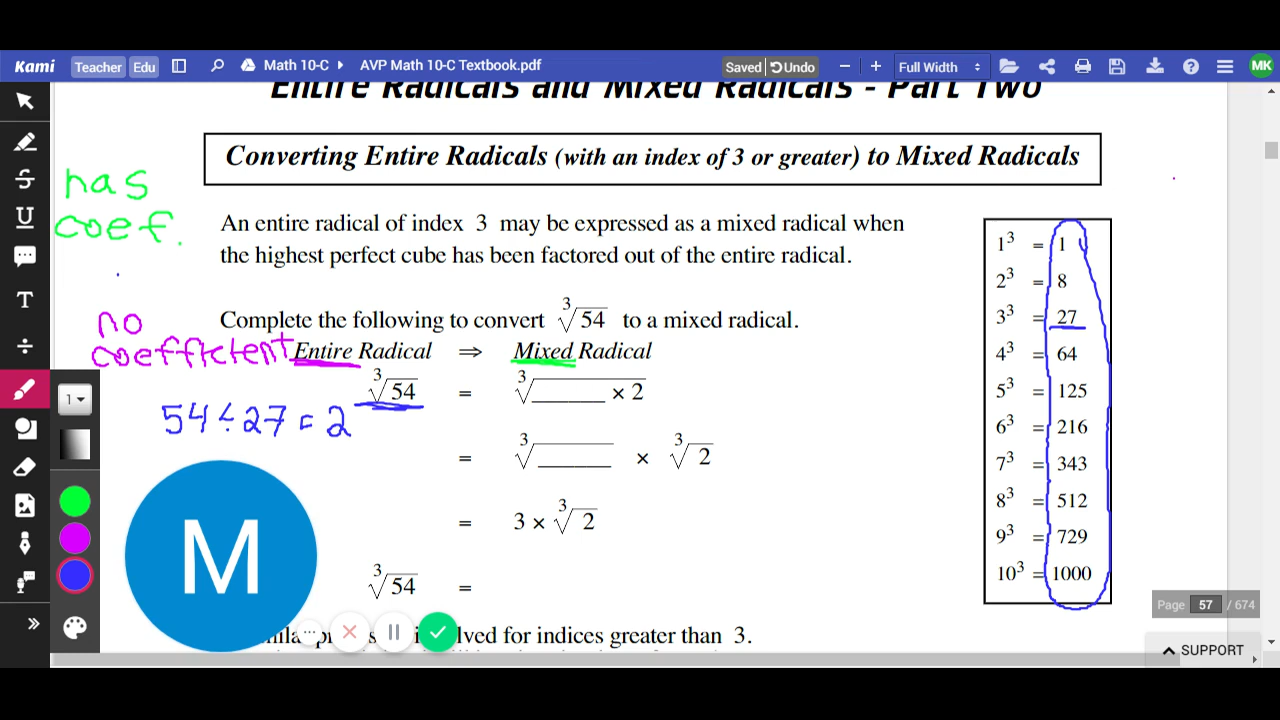 Kami Teacher Edu Math 10-C AVP Math 10-C Textbook.pdf Saved Undo − + Full Width MK
Entire Radicals and Mixed Radicals - Part Two
Converting Entire Radicals (with an index of 3 or greater) to Mixed Radicals
has
coef.
An entire radical of index 3 may be expressed as a mixed radical when
the highest perfect cube has been factored out of the entire radical.
Complete the following to convert ∛54 to a mixed radical.
no
coefficient
Entire Radical ⇒ Mixed Radical
∛54 = ∛______ × 2
54 ÷ 27 = 2
= ∛______ × ∛2
= 3 × ∛2
∛54 =
lved for indices greater than 3.
1³ = 1
2³ = 8
3³ = 27
4³ = 64
5³ = 125
6³ = 216
7³ = 343
8³ = 512
9³ = 729
10³ = 1000
M
1
Page 57 / 674
SUPPORT